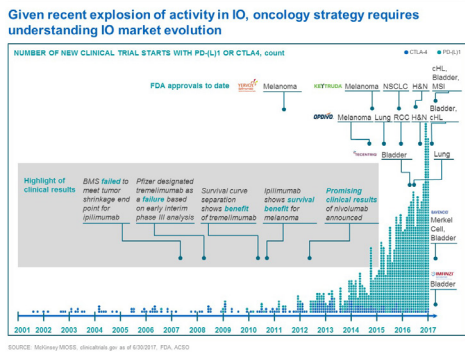 Given recent explosion of activity in IO, oncology strategy requires
understanding IO market evolution
NUMBER OF NEW CLINICAL TRIAL STARTS WITH PD-(L)1 OR CTLA4, count
CTLA-4 PD-(L)1
FDA approvals to date
YERVOY
Melanoma
KEYTRUDA
Melanoma NSCLC H&N
cHL,
Bladder,
MSI
OPDIVO
Melanoma Lung RCC H&N cHL
Bladder,
TECENTRIQ
Bladder
Lung
BAVENCIO
Merkel
Cell,
Bladder
IMFINZI
Bladder
Highlight of
clinical results
BMS failed to
meet tumor
shrinkage end
point for
ipilimumab
Pfizer designated
tremelimumab as
a failure based
on early interim
phase III analysis
Survival curve
separation
shows benefit
of tremelimumab
Ipilimumab
shows survival
benefit for
melanoma
Promising
clinical results
of nivolumab
announced
2001 2002 2003 2004 2005 2006 2007 2008 2009 2010 2011 2012 2013 2014 2015 2016 2017
SOURCE: McKinsey MIOSS, clinicaltrials.gov as of 6/30/2017, FDA, ACSO